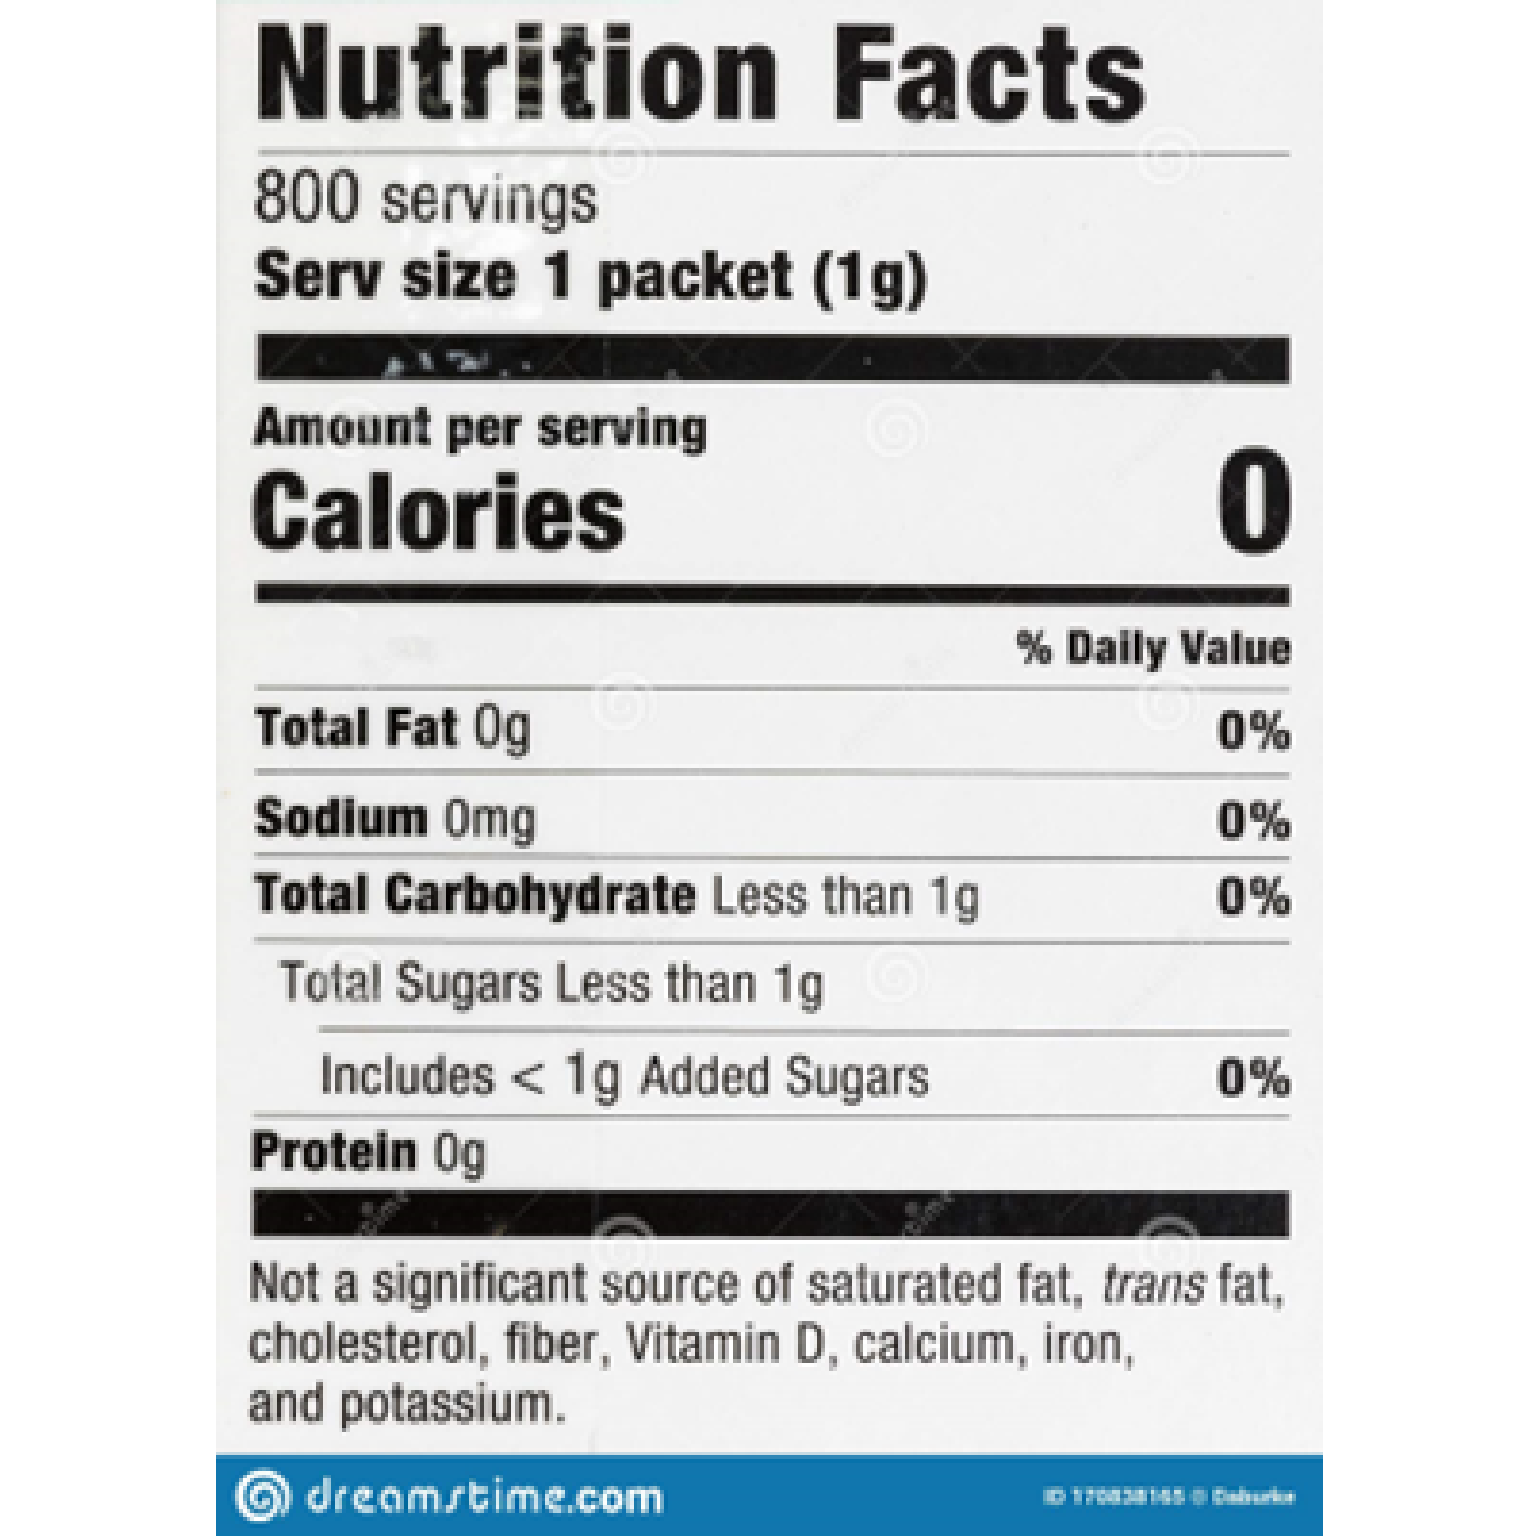 Nutrition Facts
800 servings
Serv size 1 packet (1g)
Amount per serving
Calories 0
% Daily Value
Total Fat 0g 0%
Sodium 0mg 0%
Total Carbohydrate Less than 1g 0%
Total Sugars Less than 1g
Includes < 1g Added Sugars 0%
Protein 0g
Not a significant source of saturated fat, trans fat,
cholesterol, fiber, Vitamin D, calcium, iron,
and potassium.
dreamstime.com
ID 170838165 © Daburke